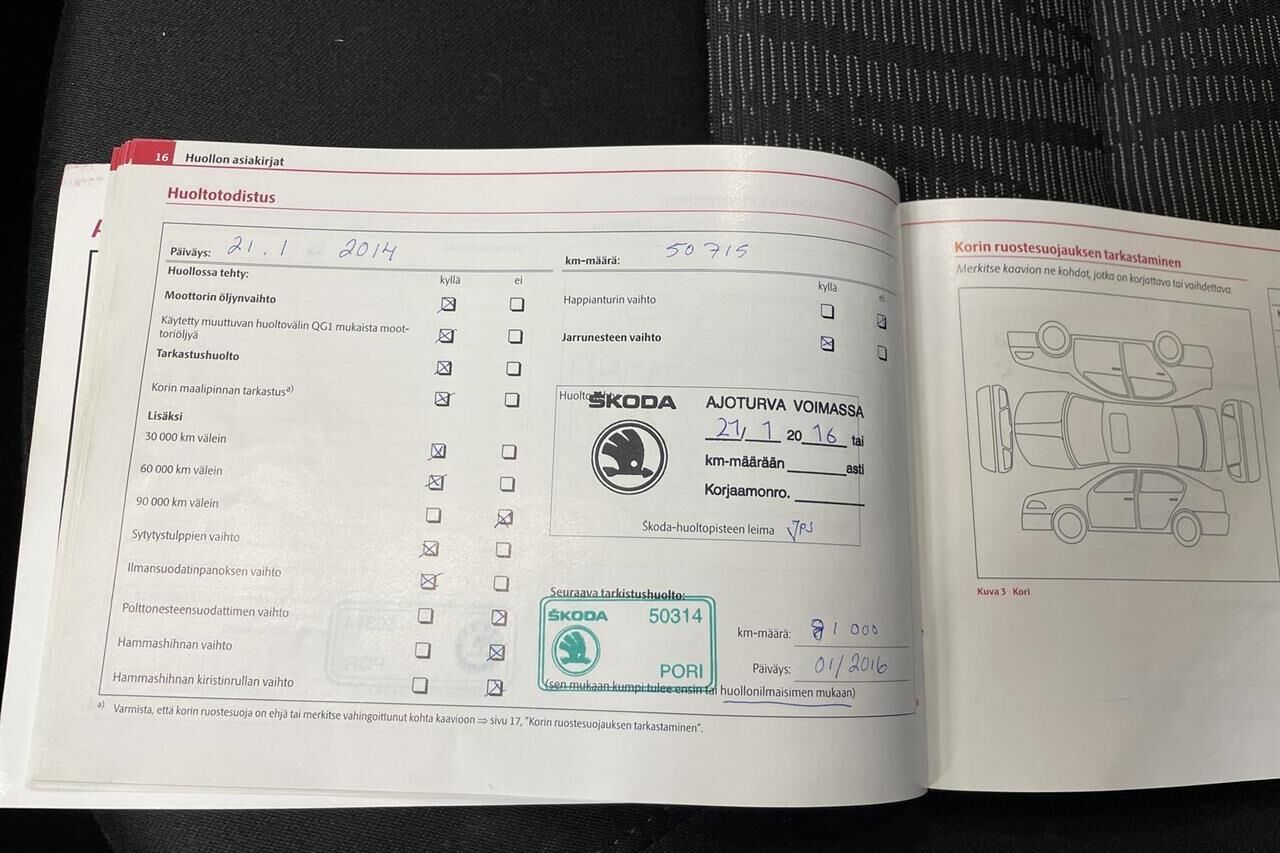 16 Huollon asiakirjat
Huoltotodistus
Päiväys: 21.1 2014
km-määrä: 50715
Huollossa tehty:
kyllä ei
Moottorin öljynvaihto
Käytetty muuttuvan huoltovälin QG1 mukaista moot-
toriöljyä
Tarkastushuolto
Korin maalipinnan tarkastus a)
Lisäksi
30 000 km välein
60 000 km välein
90 000 km välein
Sytytystulppien vaihto
Ilmansuodatinpanoksen vaihto
Polttonesteensuodattimen vaihto
Hammashihnan vaihto
Hammashihnan kiristinrullan vaihto
kyllä ei
Happianturin vaihto
Jarrunesteen vaihto
ŠKODA
AJOTURVA VOIMASSA
21/ 1 2016 tai
km-määrään ______ asti
Korjaamonro. ______
Škoda-huoltopisteen leima
Seuraava tarkistushuolto:
ŠKODA 50314
PORI
km-määrä: 81 000
Päiväys: 01/2016
(sen mukaan kumpi tulee ensin tai huollonilmaisimen mukaan)
a) Varmista, että korin ruostesuoja on ehjä tai merkitse vahingoittunut kohta kaavioon ⇒ sivu 17, "Korin ruostesuojauksen tarkastaminen".
Korin ruostesuojauksen tarkastaminen
Merkitse kaavion ne kohdat, jotka on korjattava tai vaihdettava.
Kuva 3 Kori